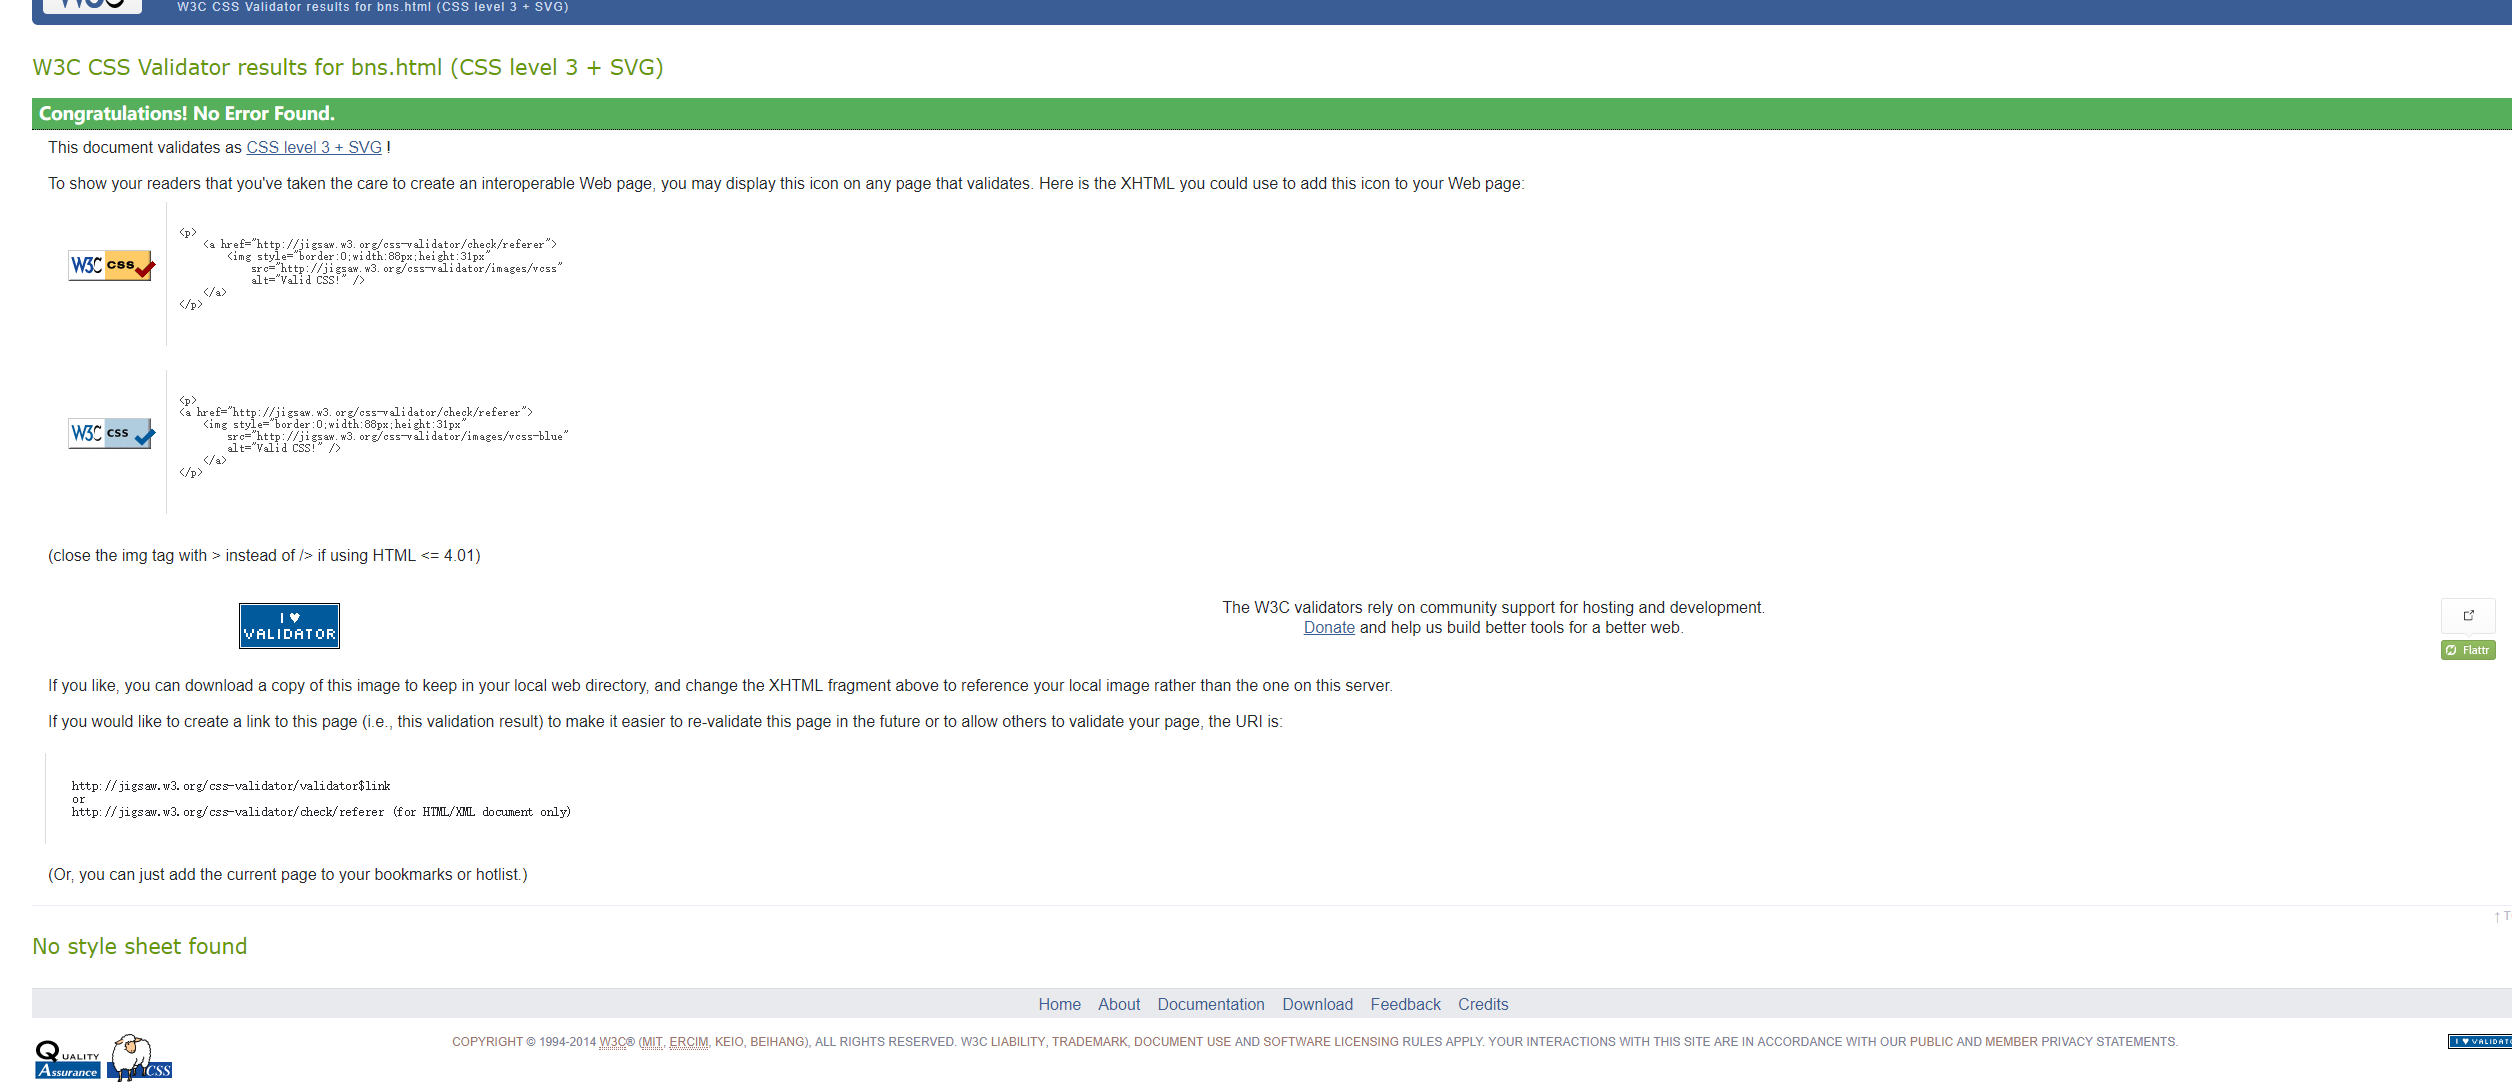 W3C CSS Validator results for bns.html (CSS level 3 + SVG)
W3C CSS Validator results for bns.html (CSS level 3 + SVG)
Congratulations! No Error Found.
This document validates as CSS level 3 + SVG !
To show your readers that you've taken the care to create an interoperable Web page, you may display this icon on any page that validates. Here is the XHTML you could use to add this icon to your Web page:
W3C css
<p>
<a href="http://jigsaw.w3.org/css-validator/check/referer">
<img style="border:0;width:88px;height:31px"
src="http://jigsaw.w3.org/css-validator/images/vcss"
alt="Valid CSS!" />
</a>
</p>
W3C css
<p>
<a href="http://jigsaw.w3.org/css-validator/check/referer">
<img style="border:0;width:88px;height:31px"
src="http://jigsaw.w3.org/css-validator/images/vcss-blue"
alt="Valid CSS!" />
</a>
</p>
(close the img tag with > instead of /> if using HTML <= 4.01)
I ♥
VALIDATOR
The W3C validators rely on community support for hosting and development.
Donate and help us build better tools for a better web.
Flattr
If you like, you can download a copy of this image to keep in your local web directory, and change the XHTML fragment above to reference your local image rather than the one on this server.
If you would like to create a link to this page (i.e., this validation result) to make it easier to re-validate this page in the future or to allow others to validate your page, the URI is:
http://jigsaw.w3.org/css-validator/validator$link
or
http://jigsaw.w3.org/css-validator/check/referer (for HTML/XML document only)
(Or, you can just add the current page to your bookmarks or hotlist.)
No style sheet found
Home About Documentation Download Feedback Credits
Quality
Assurance
CSS
COPYRIGHT © 1994-2014 W3C® (MIT, ERCIM, KEIO, BEIHANG), ALL RIGHTS RESERVED. W3C LIABILITY, TRADEMARK, DOCUMENT USE AND SOFTWARE LICENSING RULES APPLY. YOUR INTERACTIONS WITH THIS SITE ARE IN ACCORDANCE WITH OUR PUBLIC AND MEMBER PRIVACY STATEMENTS.